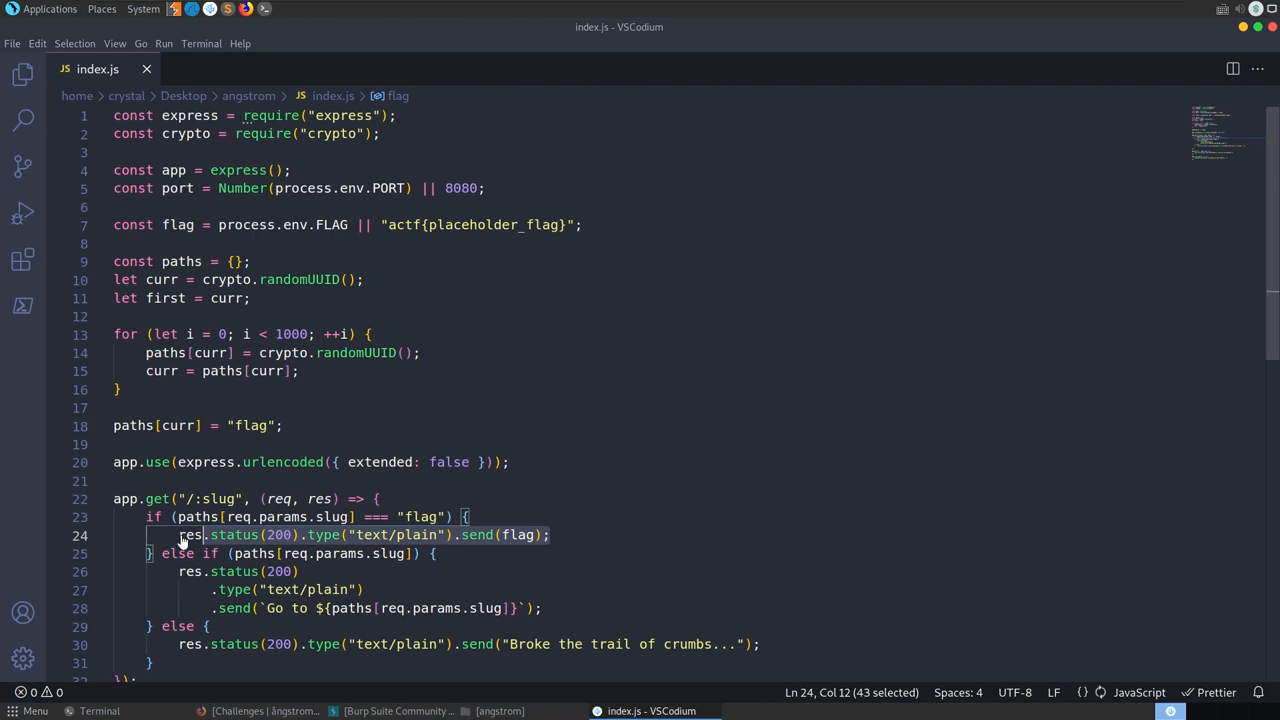 Applications Places System
index.js - VSCodium
File Edit Selection View Go Run Terminal Help
JS index.js
home crystal Desktop angstrom JS index.js flag
1 const express = require("express");
2 const crypto = require("crypto");
3
4 const app = express();
5 const port = Number(process.env.PORT) || 8080;
6
7 const flag = process.env.FLAG || "actf{placeholder_flag}";
8
9 const paths = {};
10 let curr = crypto.randomUUID();
11 let first = curr;
12
13 for (let i = 0; i < 1000; ++i) {
14 paths[curr] = crypto.randomUUID();
15 curr = paths[curr];
16 }
17
18 paths[curr] = "flag";
19
20 app.use(express.urlencoded({ extended: false }));
21
22 app.get("/:slug", (req, res) => {
23 if (paths[req.params.slug] === "flag") {
24 res.status(200).type("text/plain").send(flag);
25 } else if (paths[req.params.slug]) {
26 res.status(200)
27 .type("text/plain")
28 .send(`Go to ${paths[req.params.slug]}`);
29 } else {
30 res.status(200).type("text/plain").send("Broke the trail of crumbs...");
31 }
32 });
0 0 Ln 24, Col 12 (43 selected) Spaces: 4 UTF-8 LF {} JavaScript Prettier
Menu Terminal [Challenges | ångstrom... [Burp Suite Community ... [angstrom] index.js - VSCodium